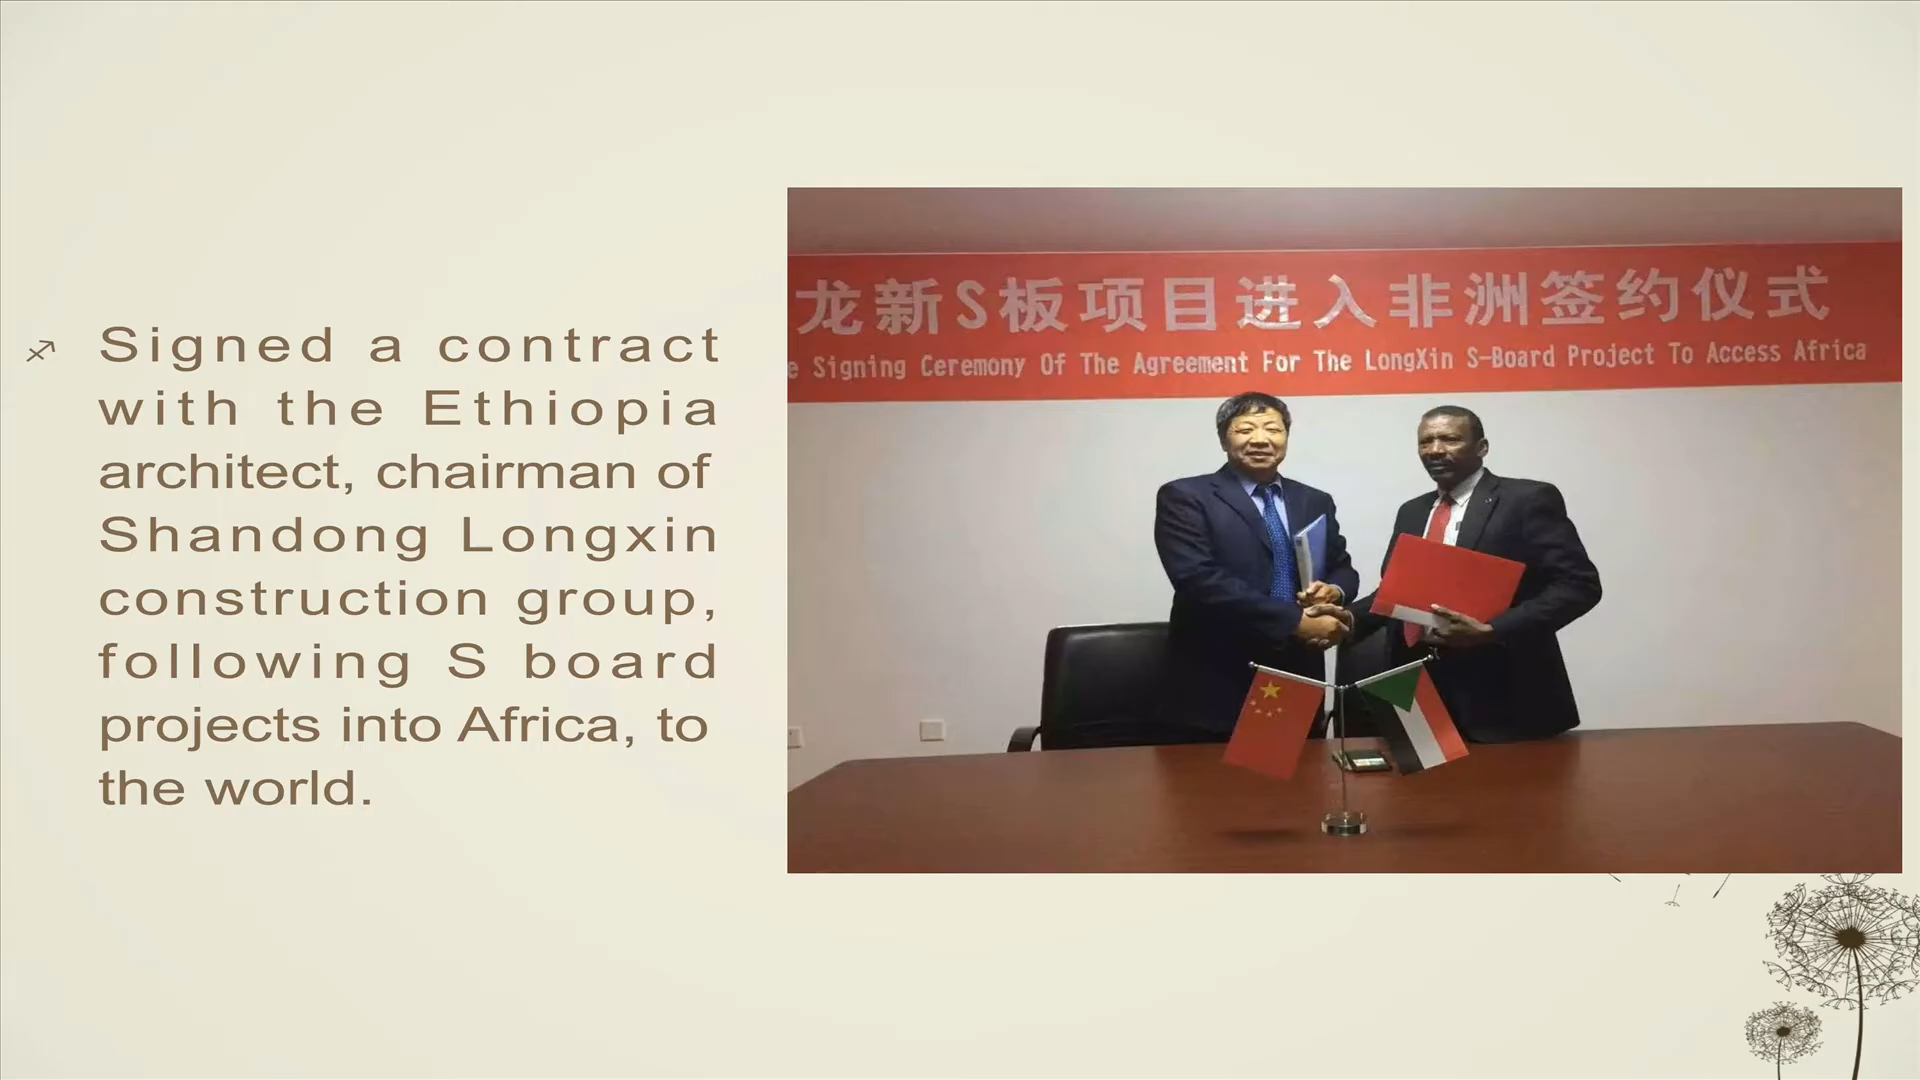 Signed a contract
with the Ethiopia
architect, chairman of
Shandong Longxin
construction group,
following S board
projects into Africa, to
the world.
龙新S板项目进入非洲签约仪式
Signing Ceremony Of The Agreement For The LongXin S-Board Project To Access Africa